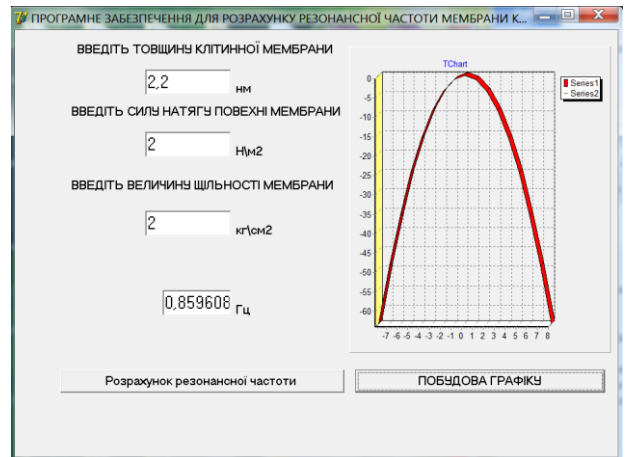 ПРОГРАМНЕ ЗАБЕЗПЕЧЕННЯ ДЛЯ РОЗРАХУНКУ РЕЗОНАНСНОЇ ЧАСТОТИ МЕМБРАНИ К...
ВВЕДІТЬ ТОВЩИНУ КЛІТИННОЇ МЕМБРАНИ
2,2 нм
ВВЕДІТЬ СИЛУ НАТЯГУ ПОВЕХНІ МЕМБРАНИ
2 Н\м2
ВВЕДІТЬ ВЕЛИЧИНУ ЩІЛЬНОСТІ МЕМБРАНИ
2 кг\см2
0,859608 Гц
Розрахунок резонансної частоти
TChart
Series1
Series2
0
-5
-10
-15
-20
-25
-30
-35
-40
-45
-50
-55
-60
-7 -6 -5 -4 -3 -2 -1 0 1 2 3 4 5 6 7 8
ПОБУДОВА ГРАФІКУ